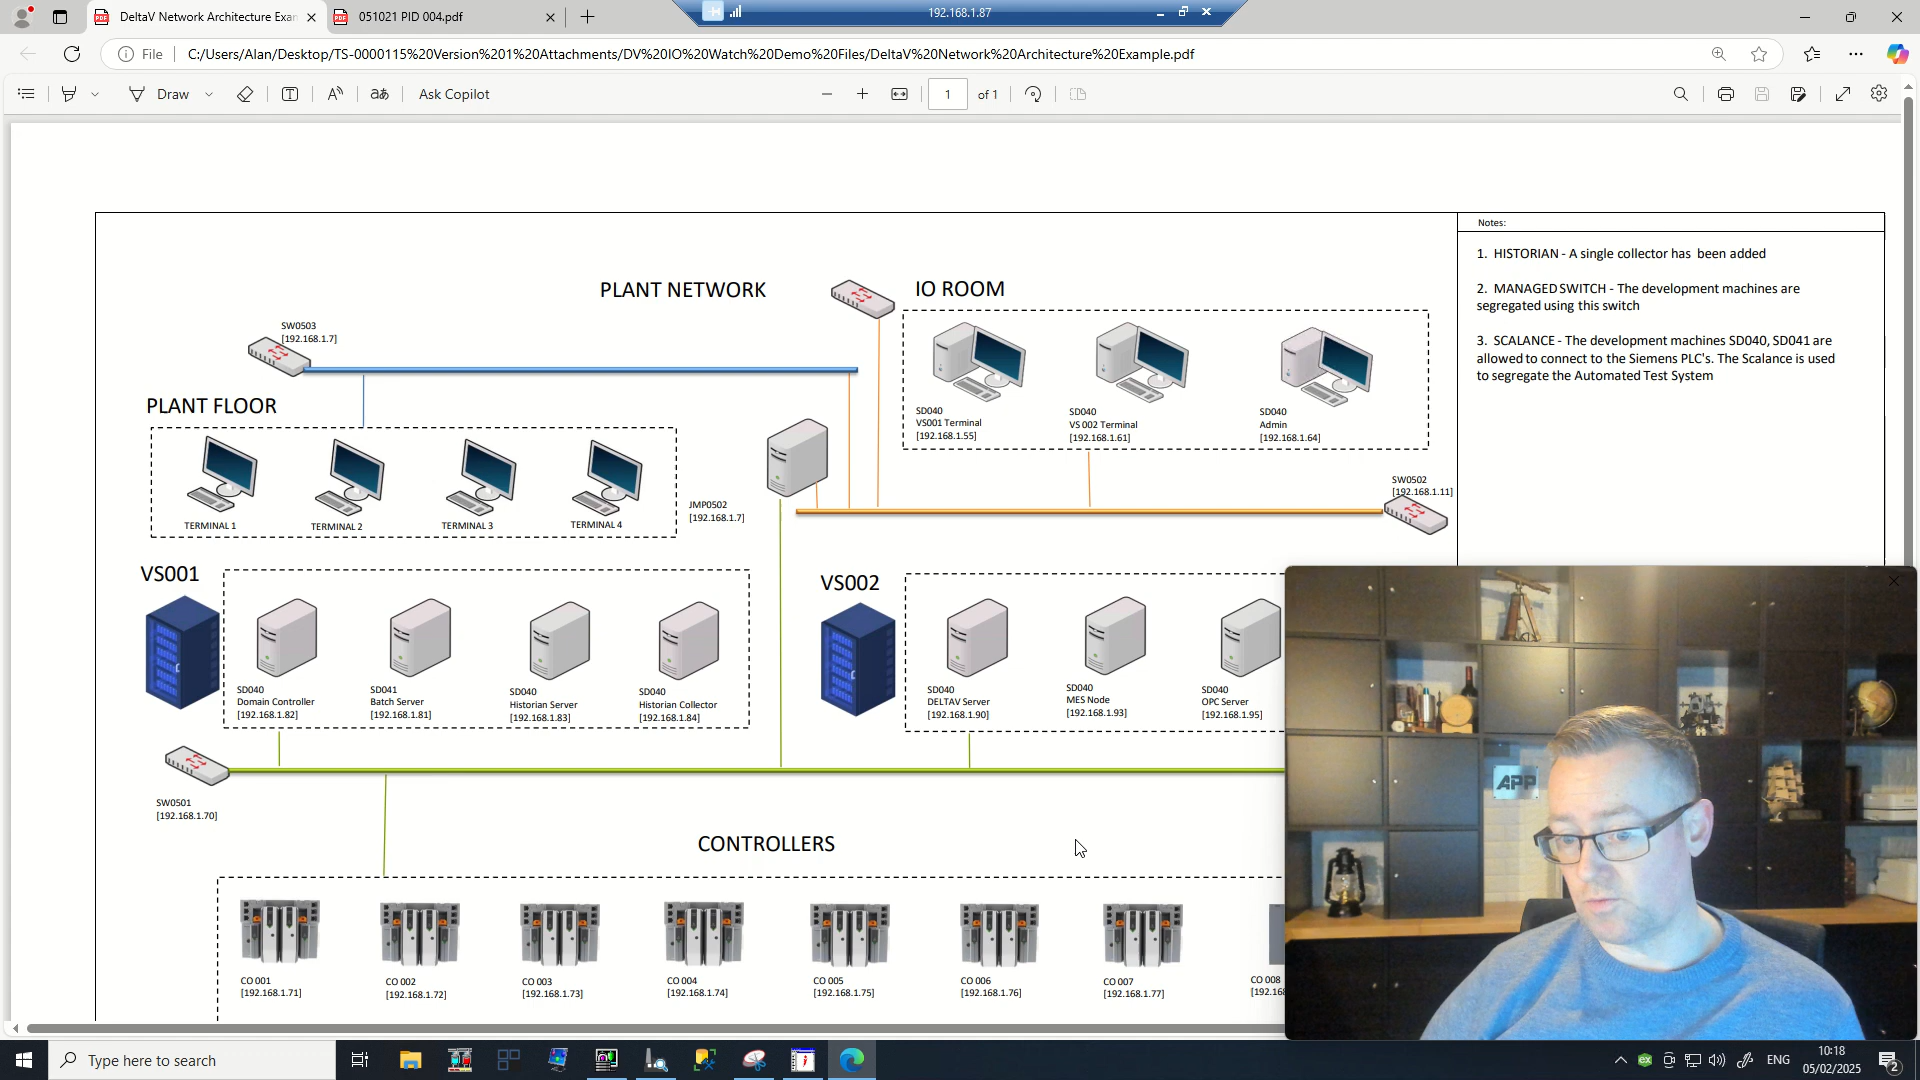 DeltaV Network Architecture Exan
051021 PID 004.pdf
192.168.1.87
File
C:/Users/Alan/Desktop/TS-0000115%20Version%201%20Attachments/DV%20IO%20Watch%20Demo%20Files/DeltaV%20Network%20Architecture%20Example.pdf
Draw
aあ
Ask Copilot
1
of 1
Notes:
1. HISTORIAN - A single collector has been added
2. MANAGED SWITCH - The development machines are
segregated using this switch
3. SCALANCE - The development machines SD040, SD041 are
allowed to connect to the Siemens PLC's. The Scalance is used
to segregate the Automated Test System
PLANT NETWORK
IO ROOM
SW0503
[192.168.1.7]
PLANT FLOOR
SD040
VS001 Terminal
[192.168.1.55]
SD040
VS 002 Terminal
[192.168.1.61]
SD040
Admin
[192.168.1.64]
SW0502
[192.168.1.11]
JMP0502
[192.168.1.7]
TERMINAL 1
TERMINAL 2
TERMINAL 3
TERMINAL 4
VS001
VS002
SD040
Domain Controller
[192.168.1.82]
SD041
Batch Server
[192.168.1.81]
SD040
Historian Server
[192.168.1.83]
SD040
Historian Collector
[192.168.1.84]
SD040
DELTAV Server
[192.168.1.90]
SD040
MES Node
[192.168.1.93]
SD040
OPC Server
[192.168.1.95]
SW0501
[192.168.1.70]
CONTROLLERS
CO 001
[192.168.1.71]
CO 002
[192.168.1.72]
CO 003
[192.168.1.73]
CO 004
[192.168.1.74]
CO 005
[192.168.1.75]
CO 006
[192.168.1.76]
CO 007
[192.168.1.77]
CO 008
[192.168
APP
Type here to search
ENG
10:18
05/02/2025
2